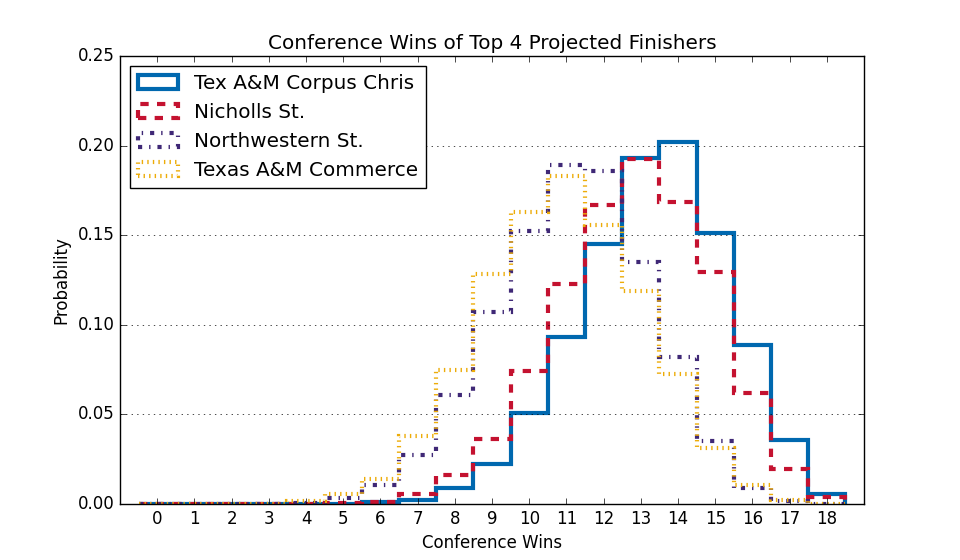 Conference Wins of Top 4 Projected Finishers
0.25
0.20
0.15
0.10
0.05
0.00
Probability
Tex A&M Corpus Chris
Nicholls St.
Northwestern St.
Texas A&M Commerce
0 1 2 3 4 5 6 7 8 9 10 11 12 13 14 15 16 17 18
Conference Wins